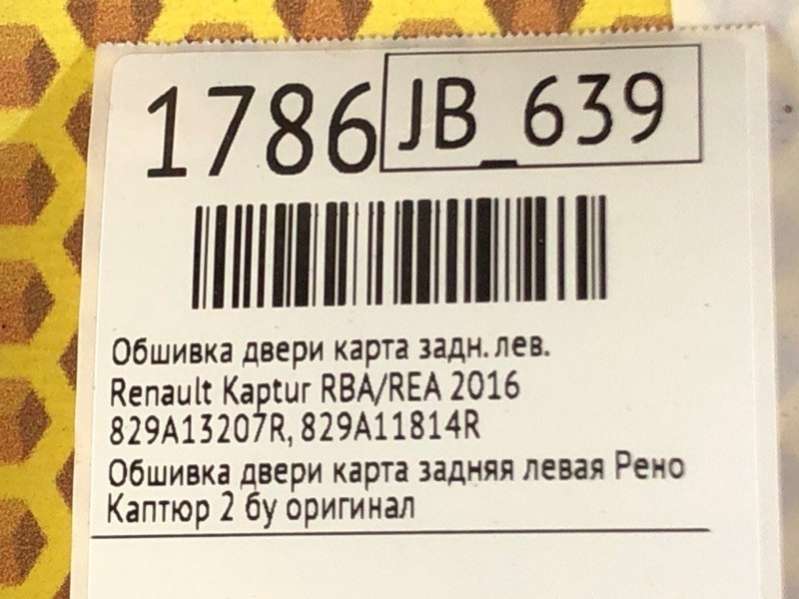 1786 JB_639
Обшивка двери карта задн. лев.
Renault Kaptur RBA/REA 2016
829A13207R, 829A11814R
Обшивка двери карта задняя левая Рено
Каптюр 2 бу оригинал